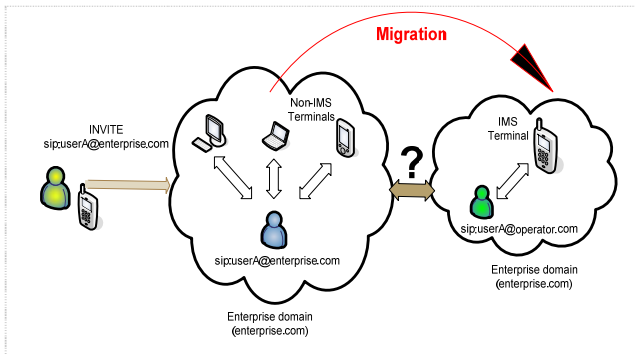 Migration
INVITE
sip:userA@enterprise.com
Non-IMS
Terminals
IMS
Terminal
?
sip:userA@enterprise.com
sip:userA@operator.com
Enterprise domain
(enterprise.com)
Enterprise domain
(enterprise.com)